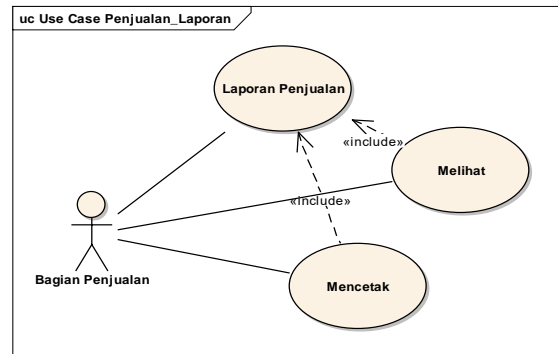 uc Use Case Penjualan_Laporan
Laporan Penjualan
«include»
Melihat
«include»
Bagian Penjualan
Mencetak